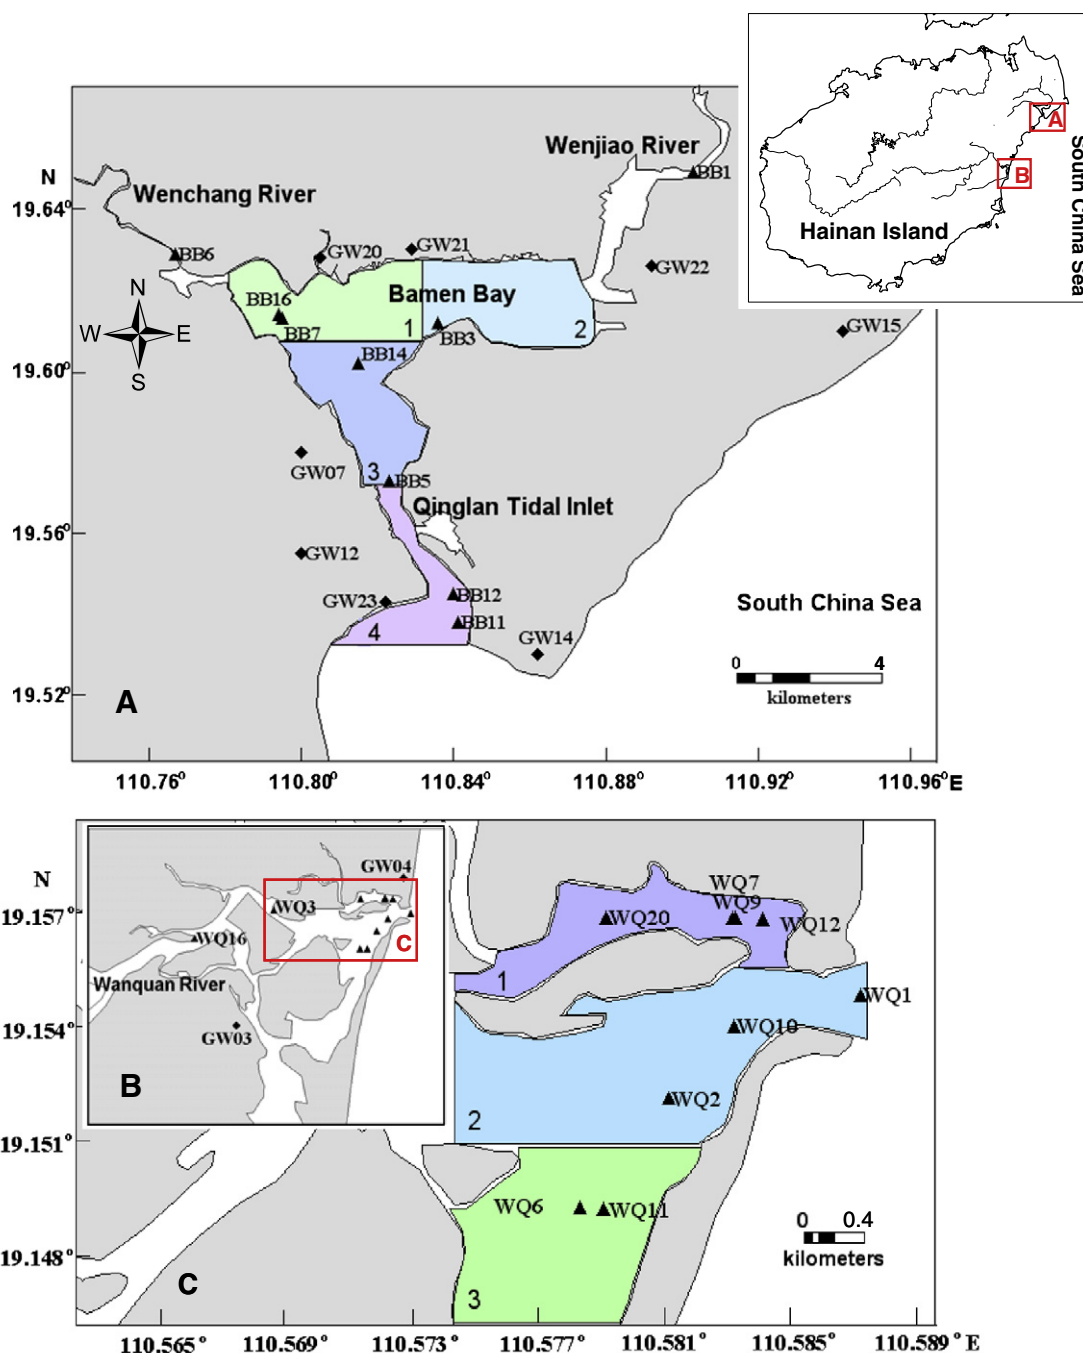 A
B
Hainan Island
South China Sea
Wenjiao River
BB1
N
Wenchang River
19.64°
BB6
GW20
GW21
GW22
N
W
E
S
BB16
BB7
Bamen Bay
1
2
BB3
GW15
BB14
19.60°
GW07
3
BB5
Qinglan Tidal Inlet
19.56°
GW12
GW23
BB12
BB11
4
GW14
South China Sea
0 4
kilometers
19.52°
A
110.76° 110.80° 110.84° 110.88° 110.92° 110.96°E
N
GW04
WQ3
WQ16
C
Wanquan River
GW03
B
WQ7
WQ9
WQ20
WQ12
1
WQ1
WQ10
WQ2
2
WQ6
WQ11
3
0 0.4
kilometers
C
19.157°
19.154°
19.151°
19.148°
110.565° 110.569° 110.573° 110.577° 110.581° 110.585° 110.589° E